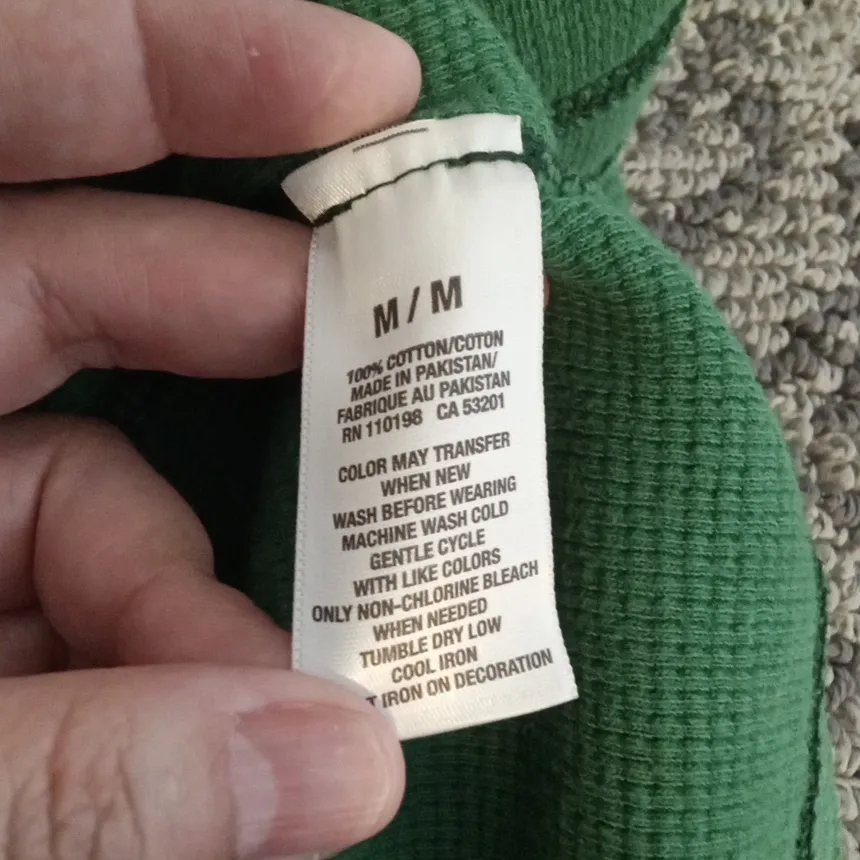 M / M
100% COTTON/COTON
MADE IN PAKISTAN/
FABRIQUE AU PAKISTAN
RN 110198 CA 53201
COLOR MAY TRANSFER
WHEN NEW
WASH BEFORE WEARING
MACHINE WASH COLD
GENTLE CYCLE
WITH LIKE COLORS
ONLY NON-CHLORINE BLEACH
WHEN NEEDED
TUMBLE DRY LOW
COOL IRON
IRON ON DECORATION